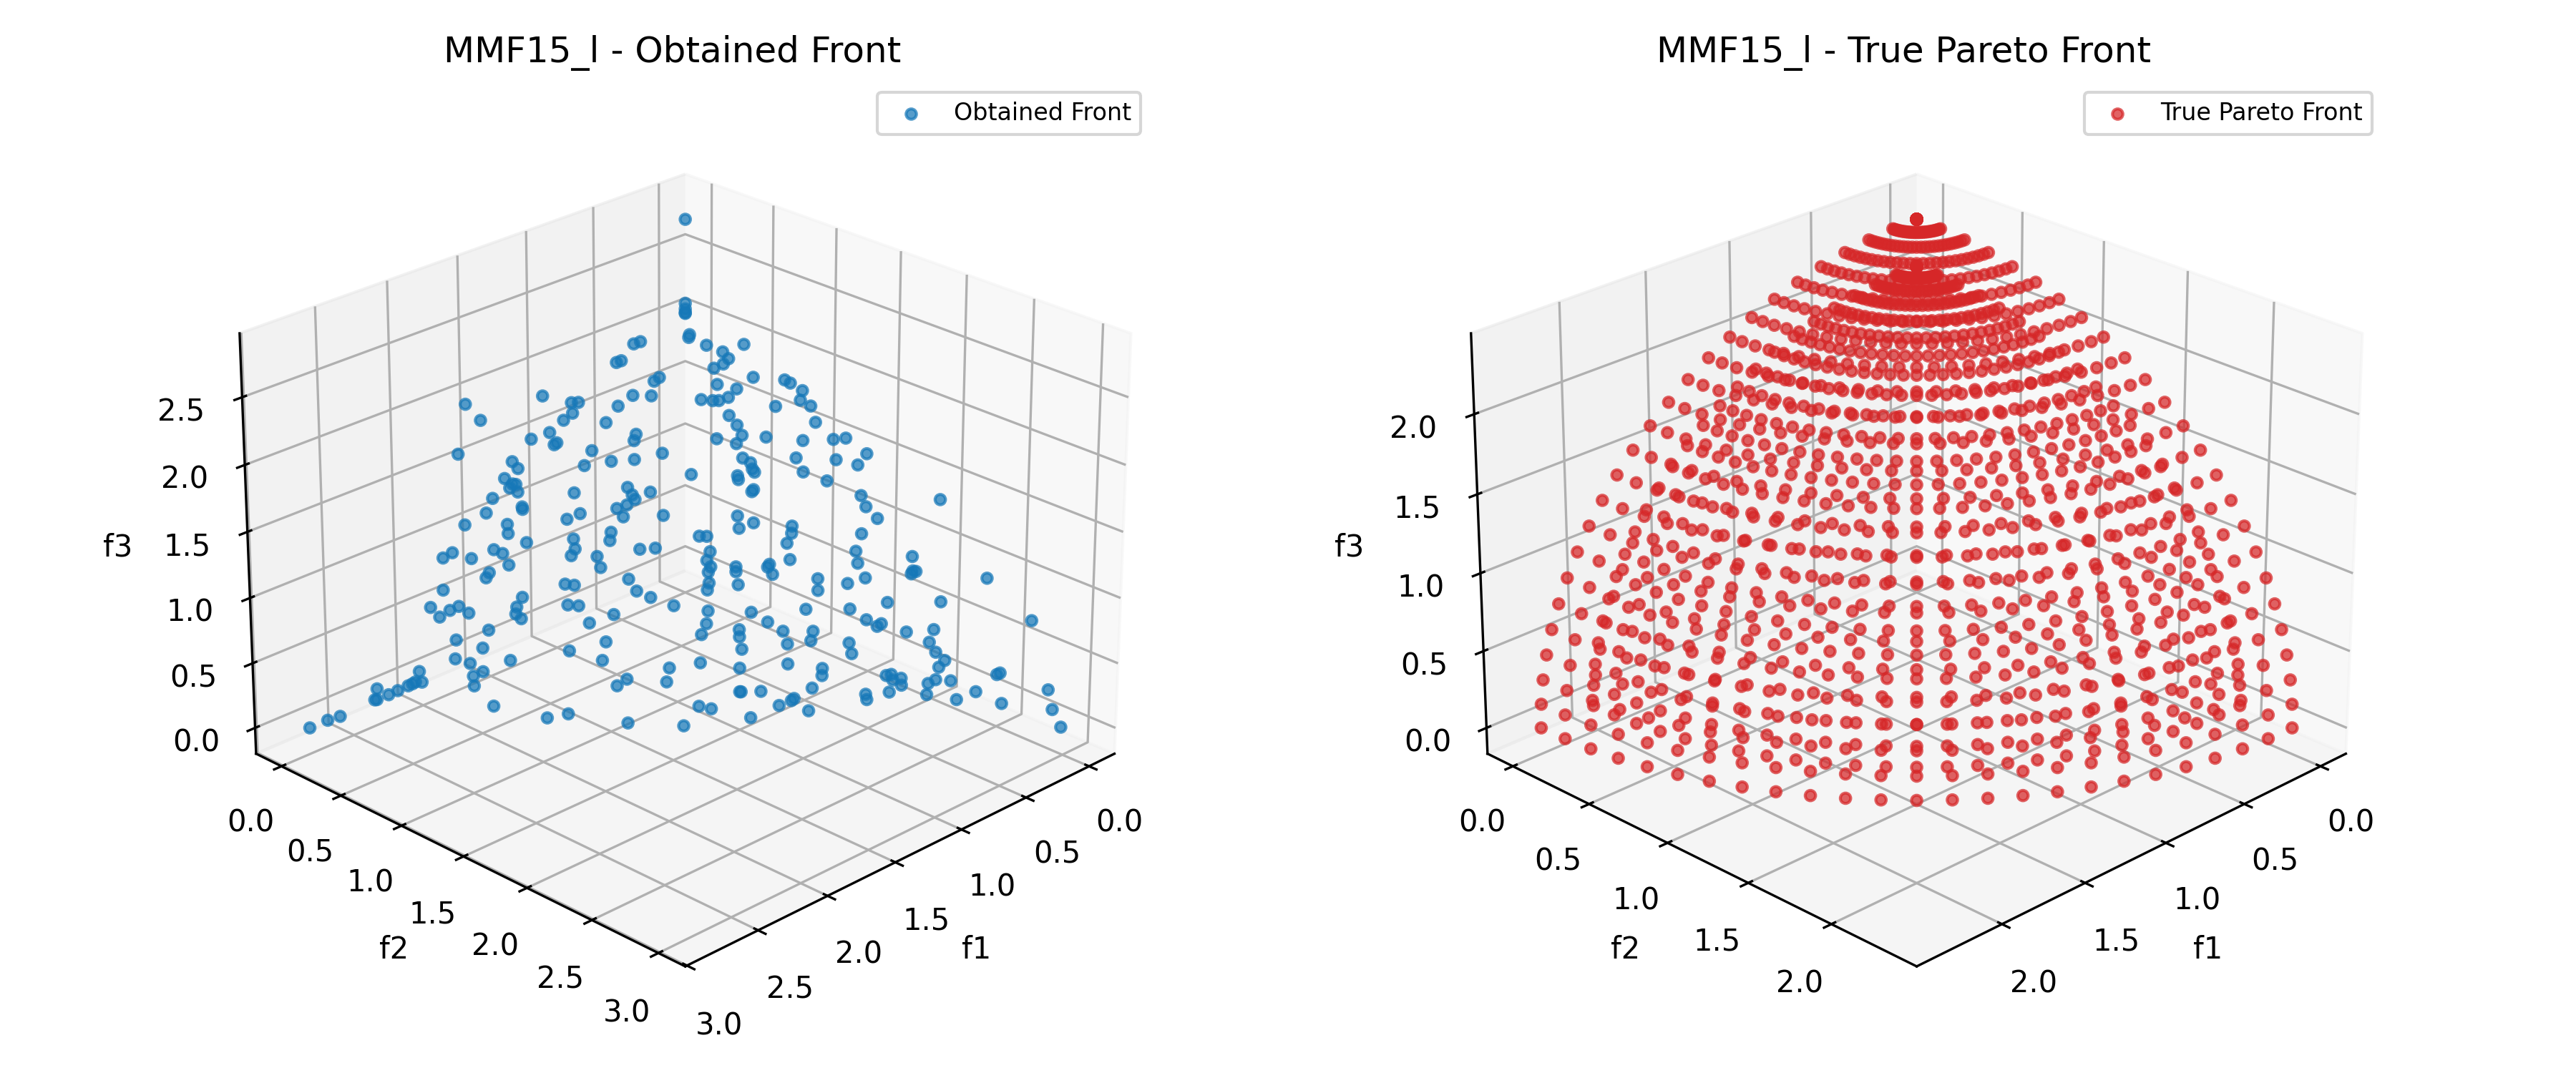 MMF15_l - Obtained Front
Obtained Front
2.5
2.0
f3 1.5
1.0
0.5
0.0
0.0 0.0
0.5 0.5
1.0 1.0
1.5 1.5
f2 2.0 2.0 f1
2.5 2.5
3.0 3.0
MMF15_l - True Pareto Front
True Pareto Front
2.0
1.5
f3
1.0
0.5
0.0
0.0 0.0
0.5 0.5
1.0 1.0
f2 1.5 1.5 f1
2.0 2.0